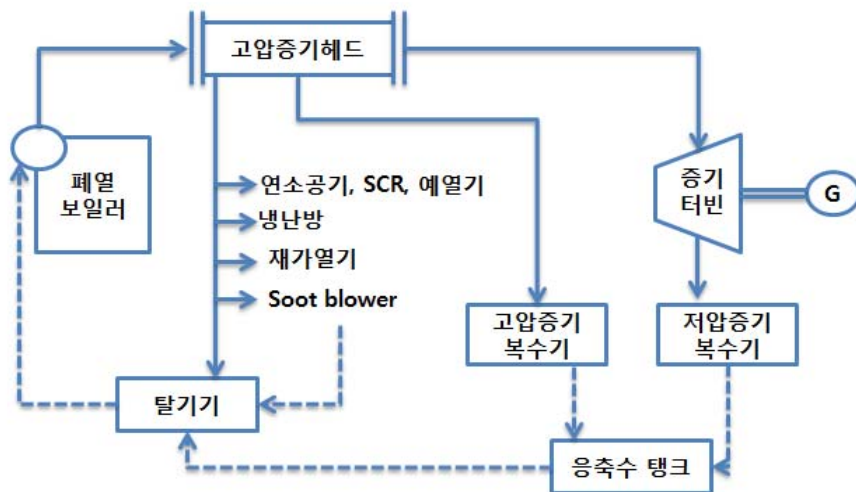 고압증기헤드
폐열
보일러
연소공기, SCR, 예열기
냉난방
재가열기
Soot blower
증기
터빈
G
고압증기
복수기
저압증기
복수기
탈기기
응축수 탱크